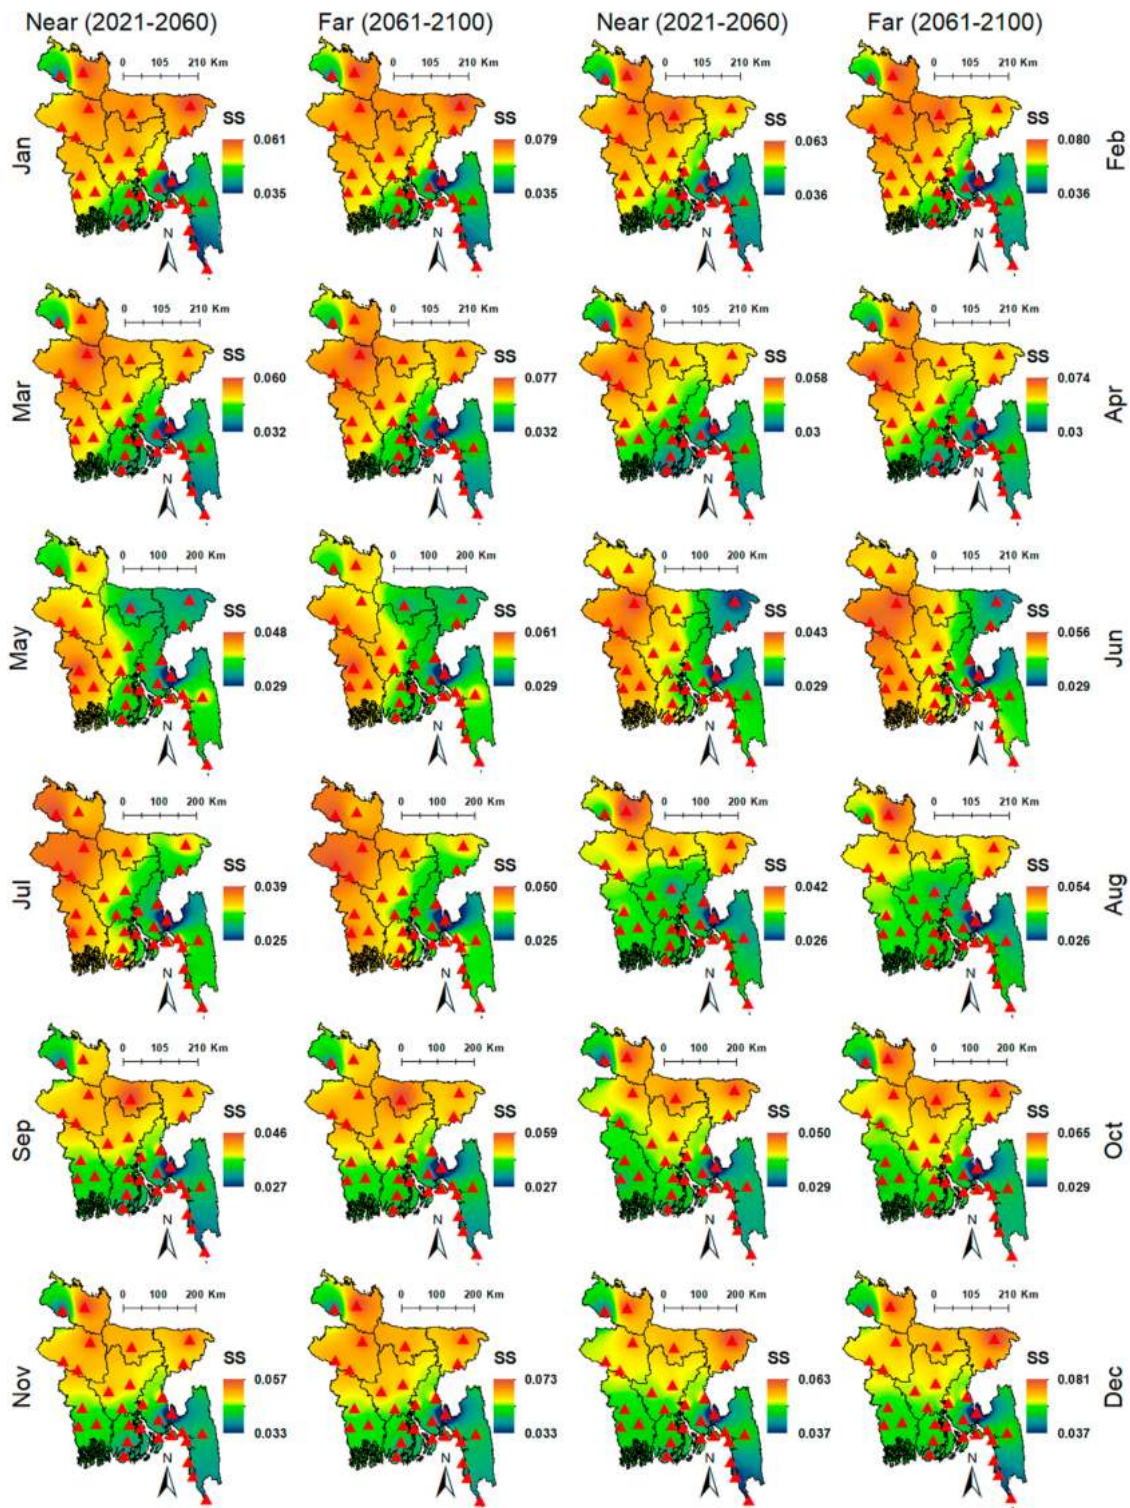 Near (2021-2060) Far (2061-2100) Near (2021-2060) Far (2061-2100)
0 105 210 Km 0 105 210 Km 0 105 210 Km 0 105 210 Km
Jan SS 0.061 0.035 N SS 0.079 0.035 N SS 0.063 0.036 N SS 0.080 0.036 N Feb
0 105 210 Km 0 105 210 Km 0 105 210 Km 0 105 210 Km
Mar SS 0.060 0.032 N SS 0.077 0.032 N SS 0.058 0.03 N SS 0.074 0.03 N Apr
0 100 200 Km 0 100 200 Km 0 100 200 Km 0 105 210 Km
May SS 0.048 0.029 N SS 0.061 0.029 N SS 0.043 0.029 N SS 0.056 0.029 N Jun
0 100 200 Km 0 100 200 Km 0 100 200 Km 0 105 210 Km
Jul SS 0.039 0.025 N SS 0.050 0.025 N SS 0.042 0.026 N SS 0.054 0.026 N Aug
0 105 210 Km 0 105 210 Km 0 100 200 Km 0 100 200 Km
Sep SS 0.046 0.027 N SS 0.059 0.027 N SS 0.050 0.029 N SS 0.065 0.029 N Oct
0 100 200 Km 0 100 200 Km 0 100 200 Km 0 105 210 Km
Nov SS 0.057 0.033 N SS 0.073 0.033 N SS 0.063 0.037 N SS 0.081 0.037 N Dec